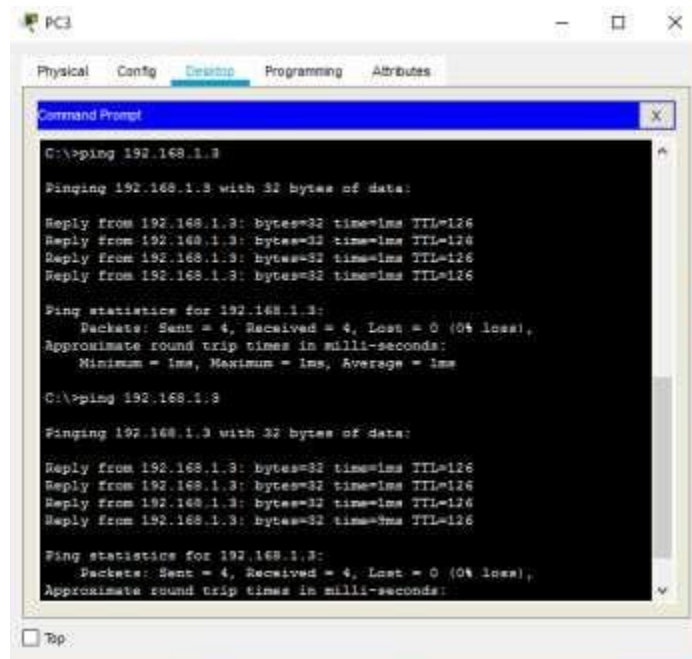 PC3
Physical Config Desktop Programming Attributes
Command Prompt X
C:\>ping 192.168.1.3
Pinging 192.168.1.3 with 32 bytes of data:
Reply from 192.168.1.3: bytes=32 time=1ms TTL=126
Reply from 192.168.1.3: bytes=32 time=1ms TTL=126
Reply from 192.168.1.3: bytes=32 time=1ms TTL=126
Reply from 192.168.1.3: bytes=32 time=1ms TTL=126
Ping statistics for 192.168.1.3:
Packets: Sent = 4, Received = 4, Lost = 0 (0% loss),
Approximate round trip times in milli-seconds:
Minimum = 1ms, Maximum = 1ms, Average = 1ms
C:\>ping 192.168.1.3
Pinging 192.168.1.3 with 32 bytes of data:
Reply from 192.168.1.3: bytes=32 time=1ms TTL=126
Reply from 192.168.1.3: bytes=32 time=1ms TTL=126
Reply from 192.168.1.3: bytes=32 time=1ms TTL=126
Reply from 192.168.1.3: bytes=32 time=9ms TTL=126
Ping statistics for 192.168.1.3:
Packets: Sent = 4, Received = 4, Lost = 0 (0% loss),
Approximate round trip times in milli-seconds:
Top